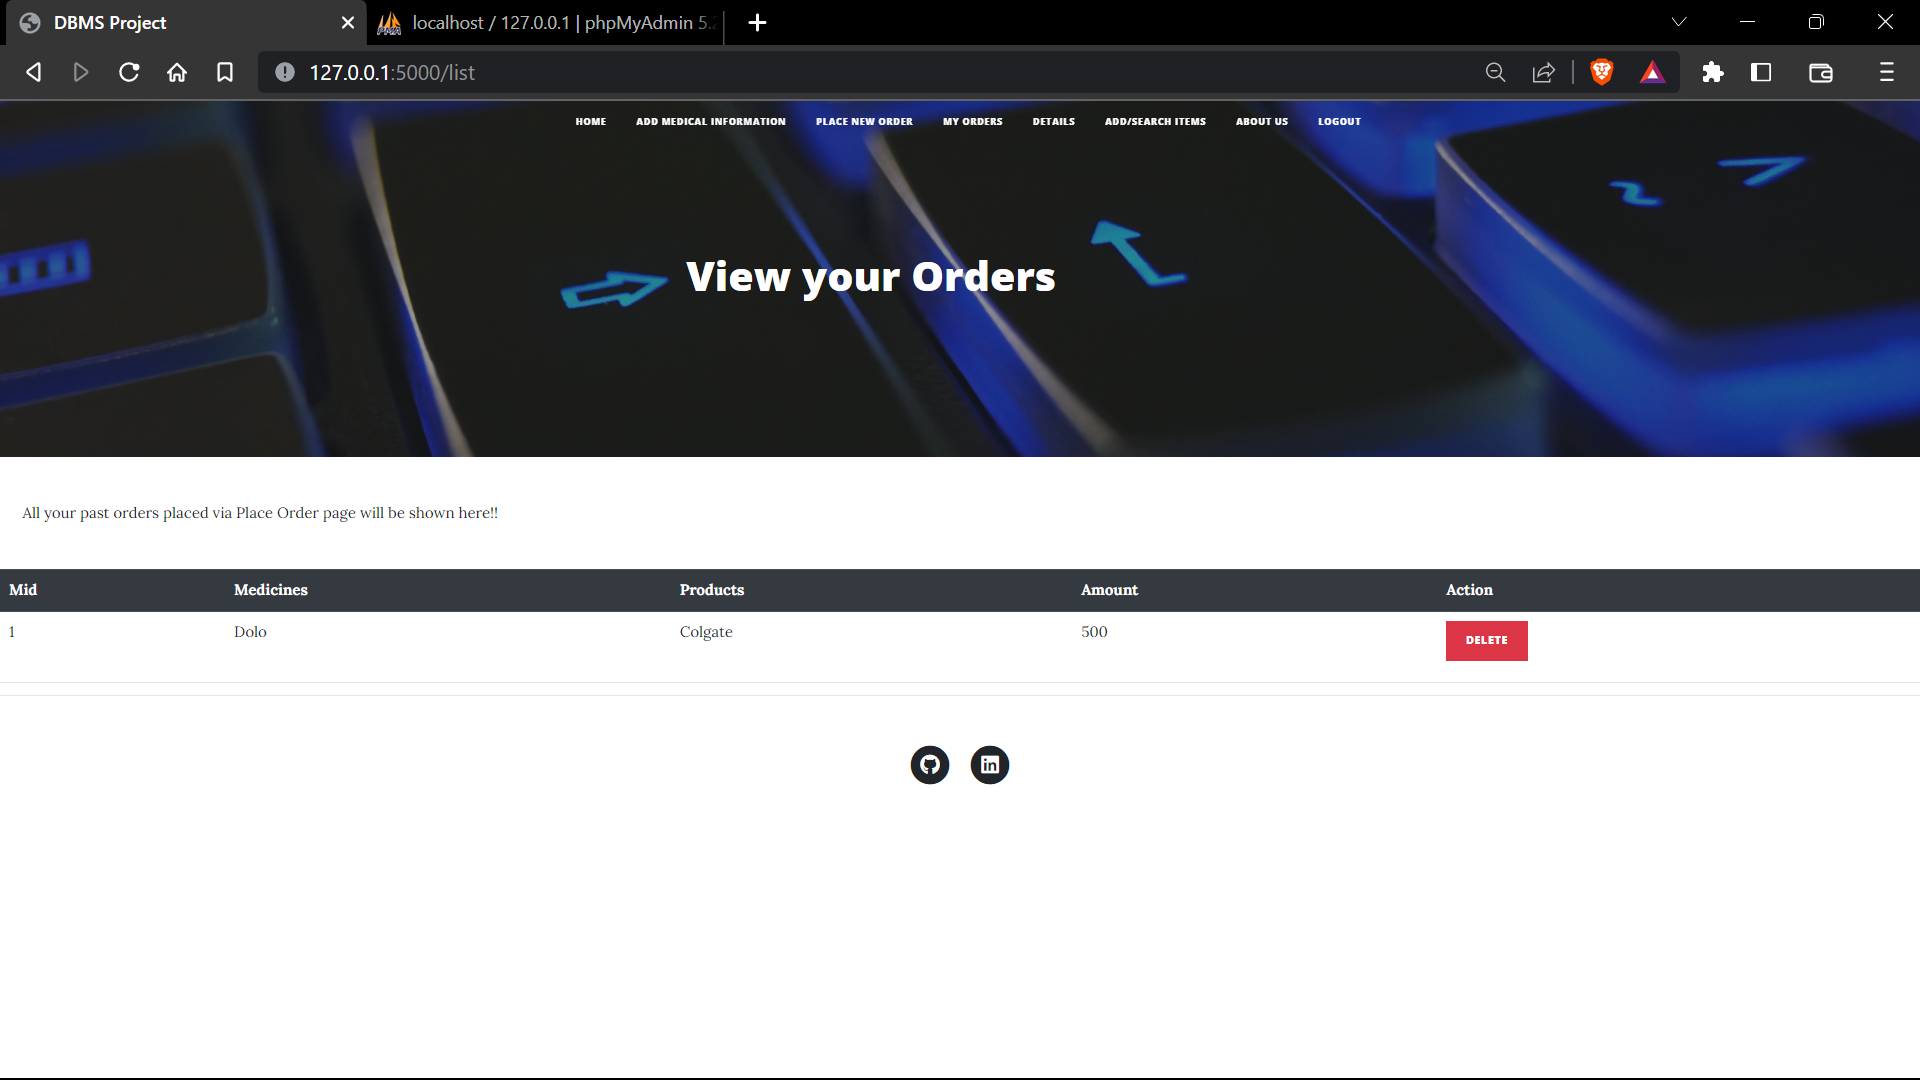 DBMS Project
localhost / 127.0.0.1 | phpMyAdmin 5.2
127.0.0.1:5000/list
HOME ADD MEDICAL INFORMATION PLACE NEW ORDER MY ORDERS DETAILS ADD/SEARCH ITEMS ABOUT US LOGOUT
View your Orders
All your past orders placed via Place Order page will be shown here!!
Mid Medicines Products Amount Action
1 Dolo Colgate 500 DELETE